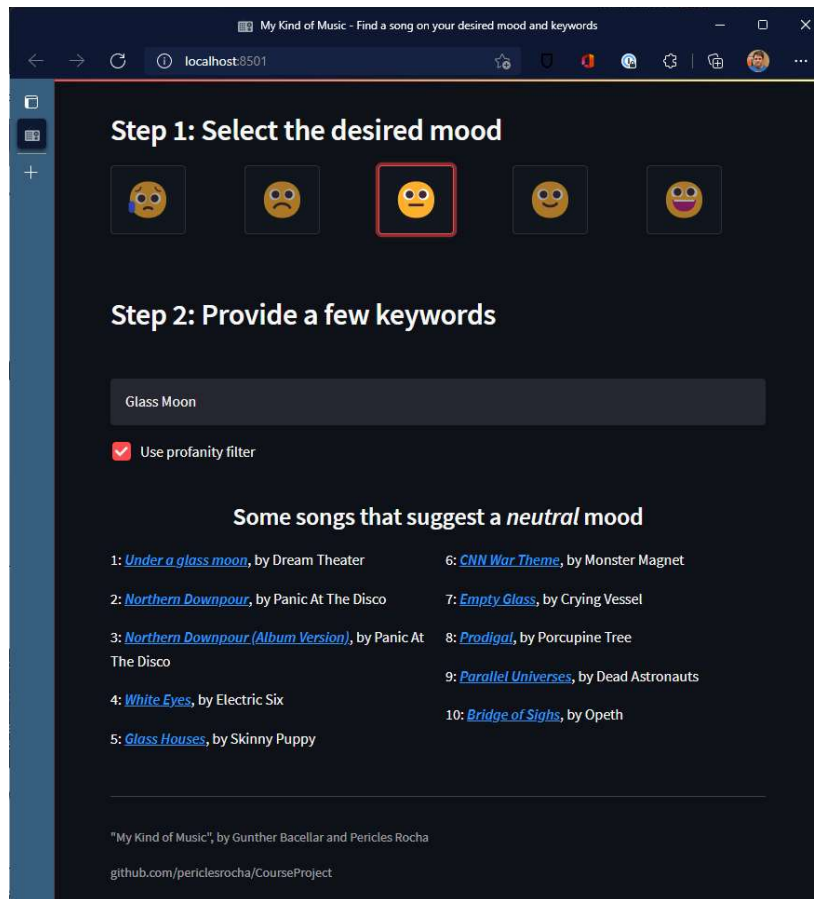 My Kind of Music - Find a song on your desired mood and keywords
localhost:8501
Step 1: Select the desired mood
Step 2: Provide a few keywords
Glass Moon
Use profanity filter
Some songs that suggest a neutral mood
1: Under a glass moon, by Dream Theater
2: Northern Downpour, by Panic At The Disco
3: Northern Downpour (Album Version), by Panic At
The Disco
4: White Eyes, by Electric Six
5: Glass Houses, by Skinny Puppy
6: CNN War Theme, by Monster Magnet
7: Empty Glass, by Crying Vessel
8: Prodigal, by Porcupine Tree
9: Parallel Universes, by Dead Astronauts
10: Bridge of Sighs, by Opeth
"My Kind of Music", by Gunther Bacellar and Pericles Rocha
github.com/periclesrocha/CourseProject